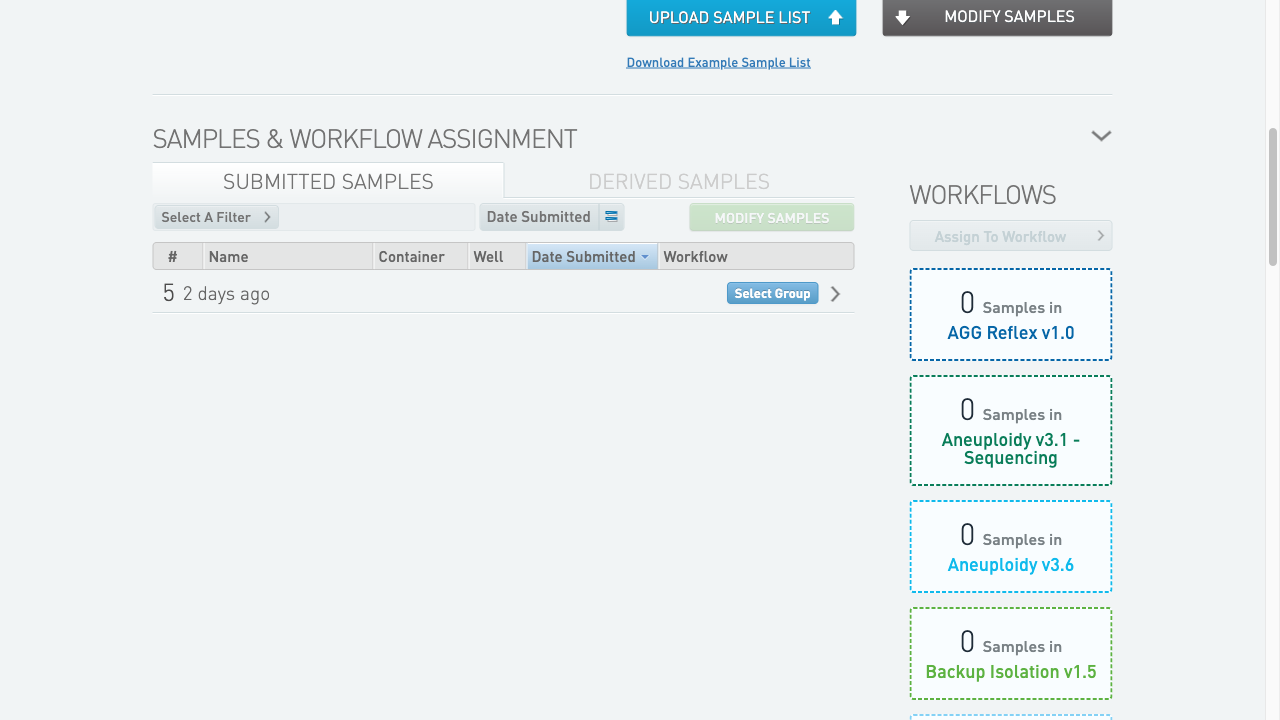 UPLOAD SAMPLE LIST
MODIFY SAMPLES
Download Example Sample List
SAMPLES & WORKFLOW ASSIGNMENT
SUBMITTED SAMPLES
DERIVED SAMPLES
Select A Filter
Date Submitted
MODIFY SAMPLES
# Name Container Well Date Submitted Workflow
5 2 days ago Select Group
WORKFLOWS
Assign To Workflow
0 Samples in
AGG Reflex v1.0
0 Samples in
Aneuploidy v3.1 -
Sequencing
0 Samples in
Aneuploidy v3.6
0 Samples in
Backup Isolation v1.5